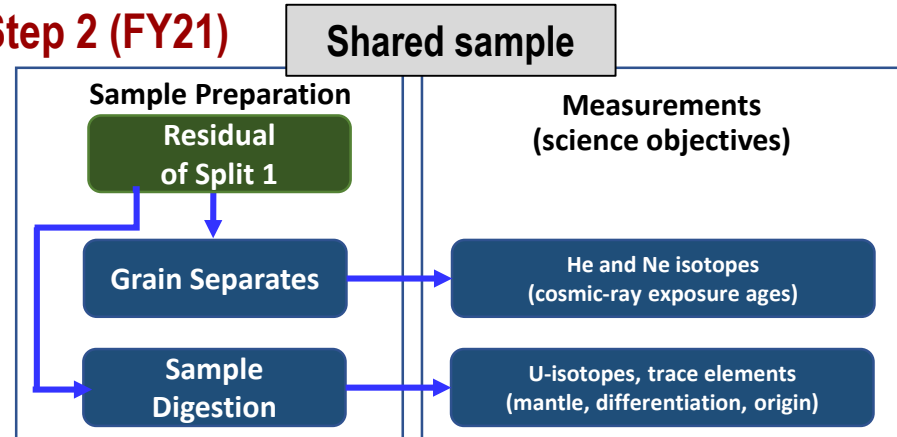 Step 2 (FY21)
Shared sample
Sample Preparation
Residual
of Split 1
Grain Separates
Sample
Digestion
Measurements
(science objectives)
He and Ne isotopes
(cosmic-ray exposure ages)
U-isotopes, trace elements
(mantle, differentiation, origin)